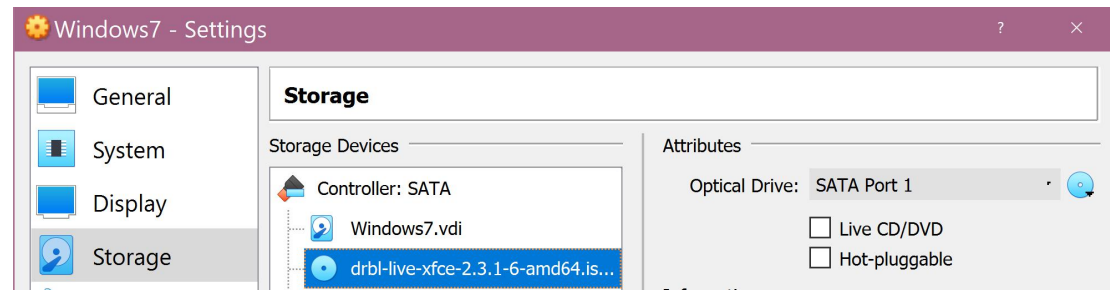 Windows7 - Settings ? ×
General
System
Display
Storage
Storage
Storage Devices
Controller: SATA
Windows7.vdi
drbl-live-xfce-2.3.1-6-amd64.is...
Attributes
Optical Drive: SATA Port 1
Live CD/DVD
Hot-pluggable